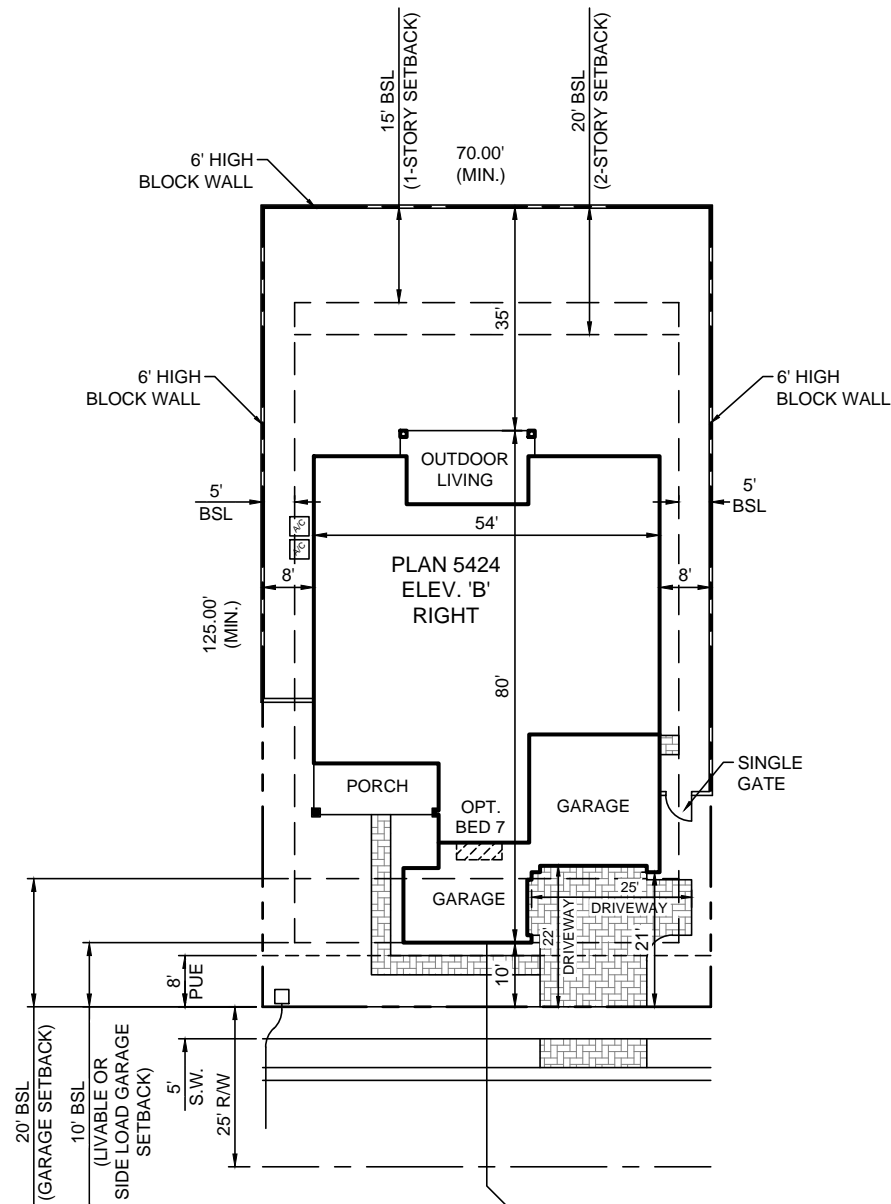 15' BSL
(1-STORY SETBACK)
20' BSL
(2-STORY SETBACK)
70.00'
(MIN.)
6' HIGH
BLOCK WALL
35'
6' HIGH
BLOCK WALL
6' HIGH
BLOCK WALL
OUTDOOR
LIVING
5'
BSL
5'
BSL
A/C
A/C
54'
PLAN 5424
ELEV. 'B'
RIGHT
8'
8'
125.00'
(MIN.)
80'
PORCH
OPT.
BED 7
GARAGE
SINGLE
GATE
GARAGE
25'
DRIVEWAY
22'
DRIVEWAY
21'
10'
8'
PUE
20' BSL
(GARAGE SETBACK)
10' BSL
(LIVABLE OR
SIDE LOAD GARAGE
SETBACK)
5'
S.W.
25' R/W